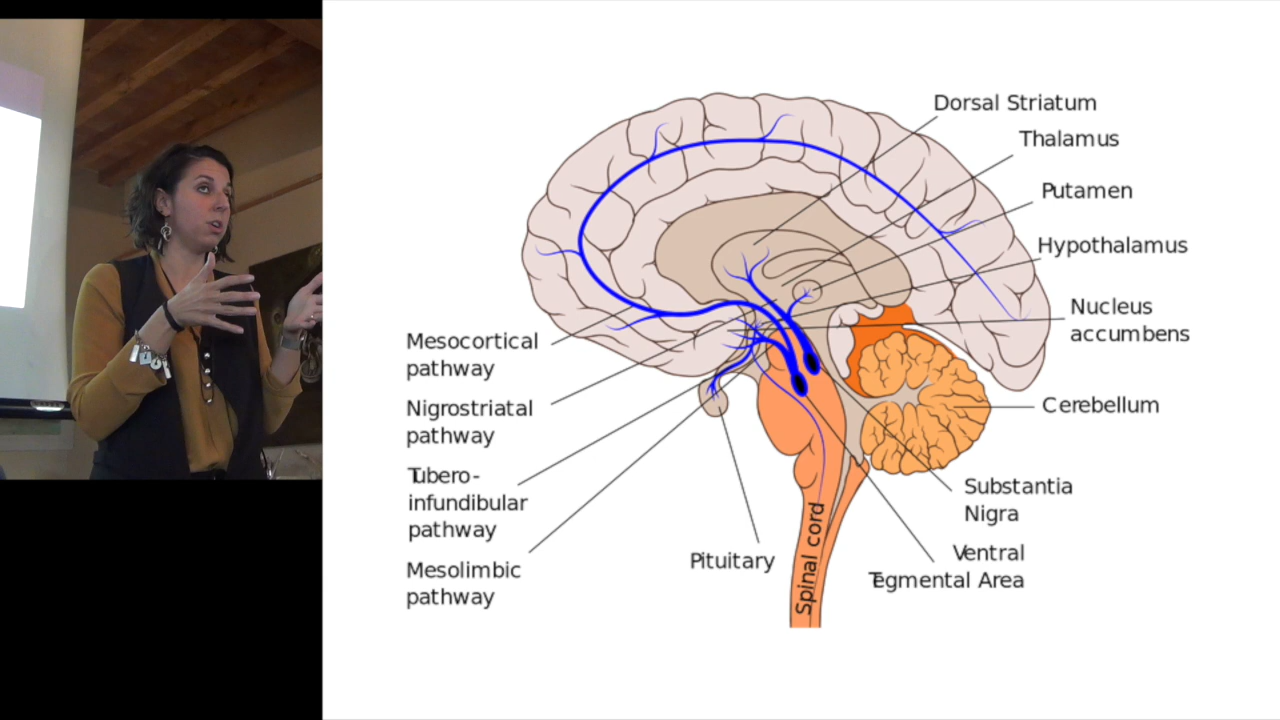 Dorsal Striatum
Thalamus
Putamen
Hypothalamus
Nucleus
accumbens
Cerebellum
Substantia
Nigra
Ventral
Tegmental Area
Mesocortical
pathway
Nigrostriatal
pathway
Tubero-
infundibular
pathway
Mesolimbic
pathway
Pituitary
Spinal cord